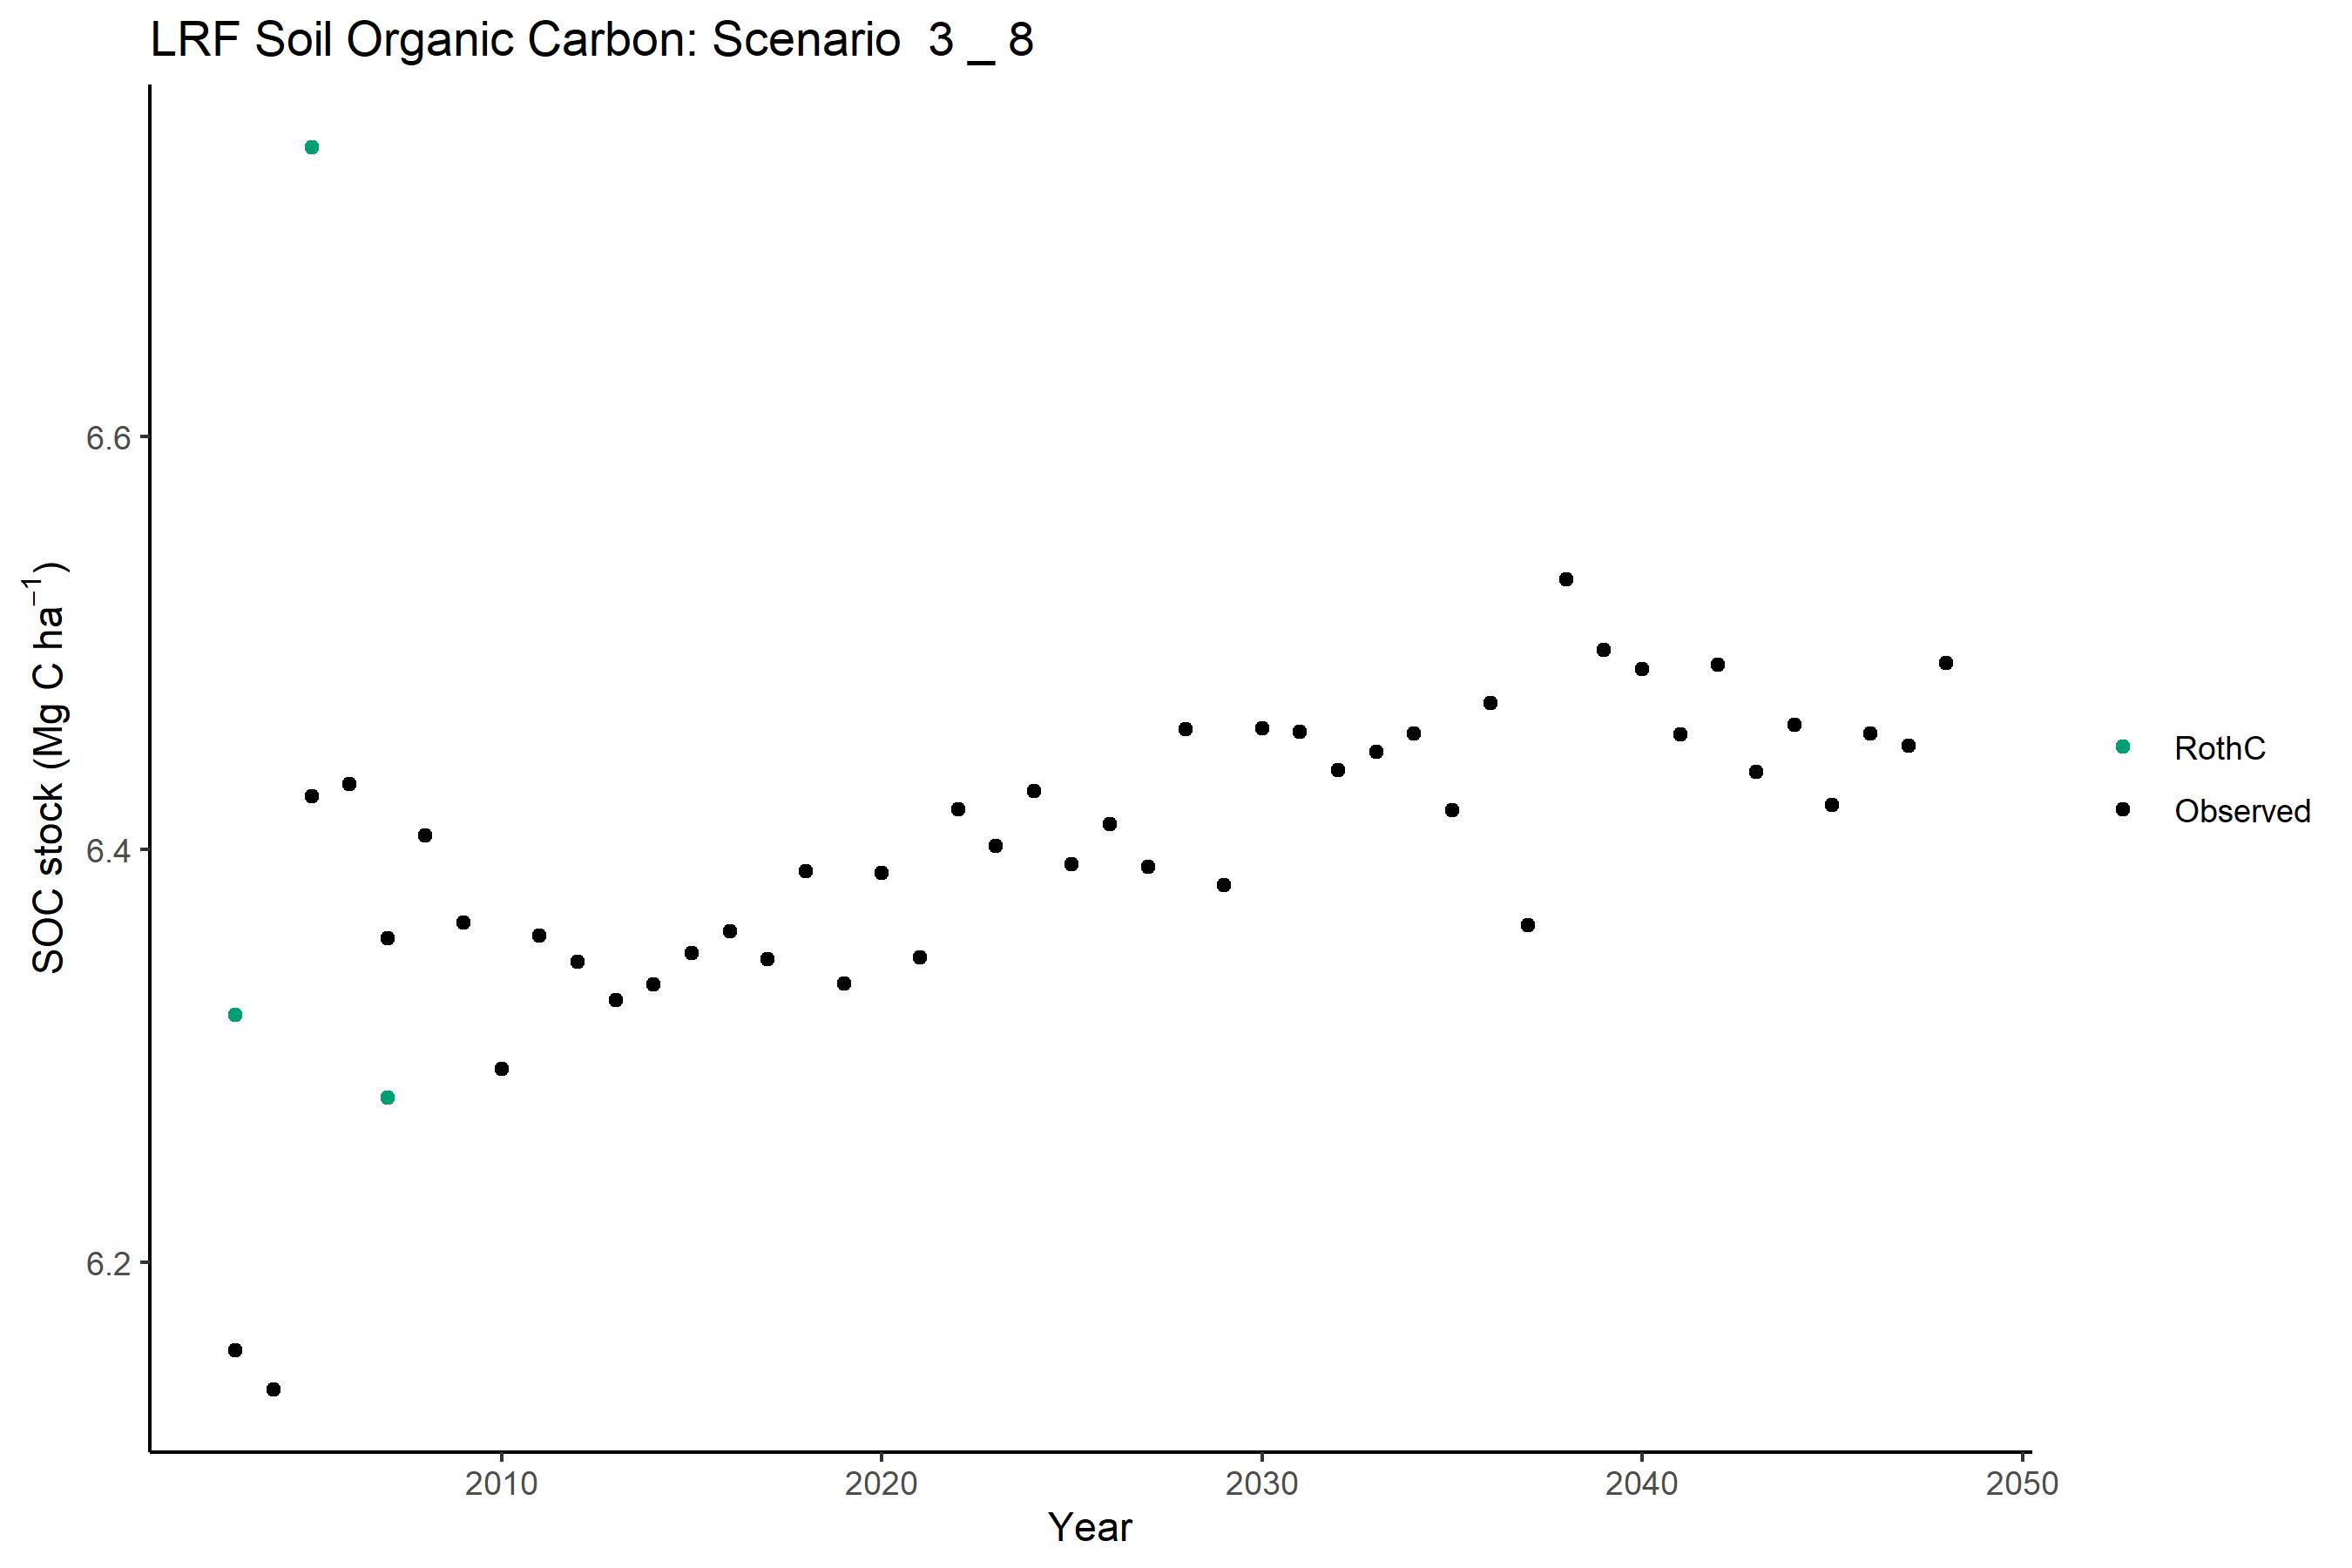 LRF Soil Organic Carbon: Scenario  3 _ 8
SOC stock (Mg C ha−1)
6.6
6.4
6.2
2010
2020
2030
2040
2050
Year
RothC
Observed